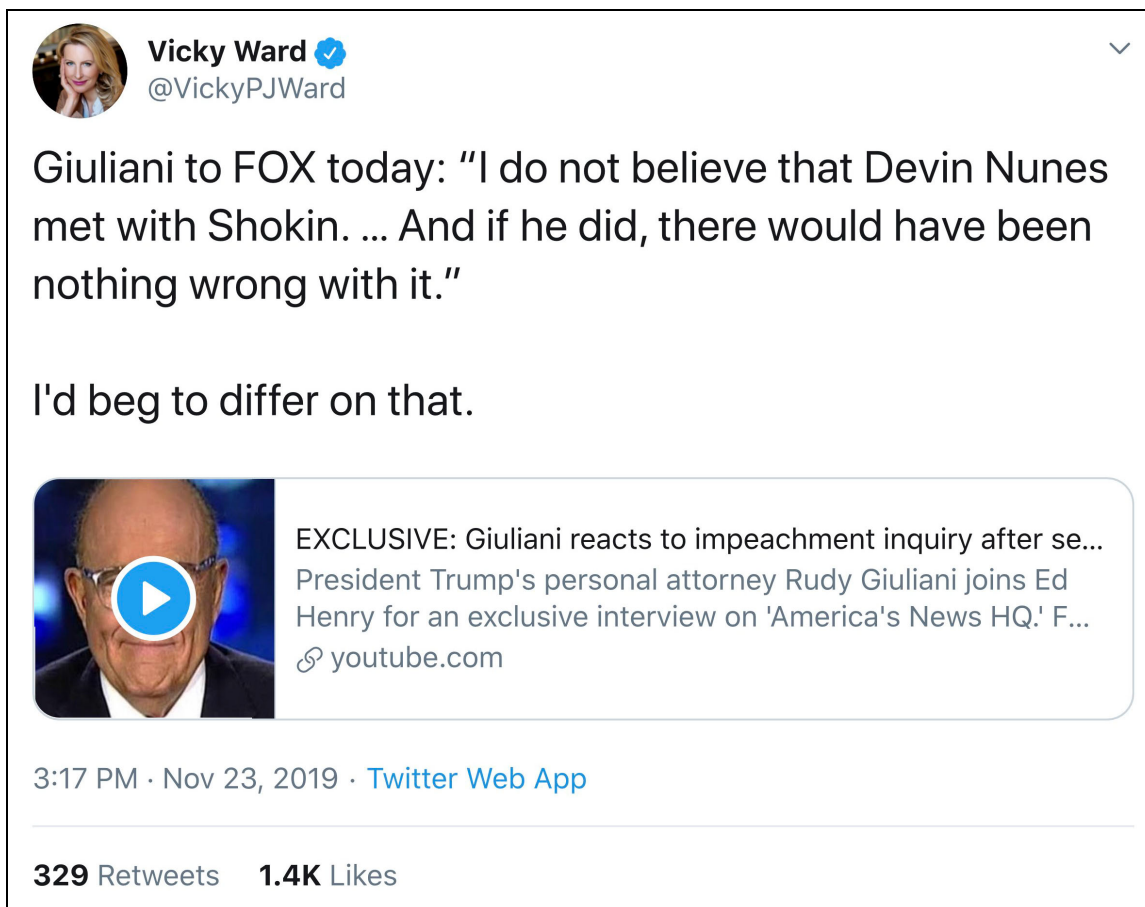 Vicky Ward
@VickyPJWard
Giuliani to FOX today: “I do not believe that Devin Nunes
met with Shokin. ... And if he did, there would have been
nothing wrong with it.”
I'd beg to differ on that.
EXCLUSIVE: Giuliani reacts to impeachment inquiry after se...
President Trump's personal attorney Rudy Giuliani joins Ed
Henry for an exclusive interview on 'America's News HQ.' F...
youtube.com
3:17 PM · Nov 23, 2019 · Twitter Web App
329 Retweets 1.4K Likes